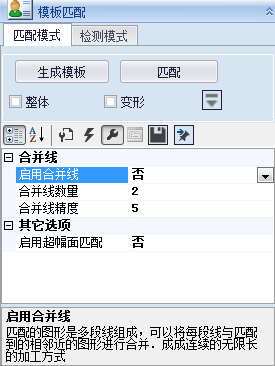 模板匹配
匹配模式 检测模式
生成模板 匹配
整体 变形
A
Z
合并线
启用合并线 否
合并线数量 2
合并线精度 5
其它选项
启用超幅面匹配 否
启用合并线
匹配的图形是多段线组成，可以将每段线与匹配
到的相邻近的图形进行合并．成成连续的无限长
的加工方式